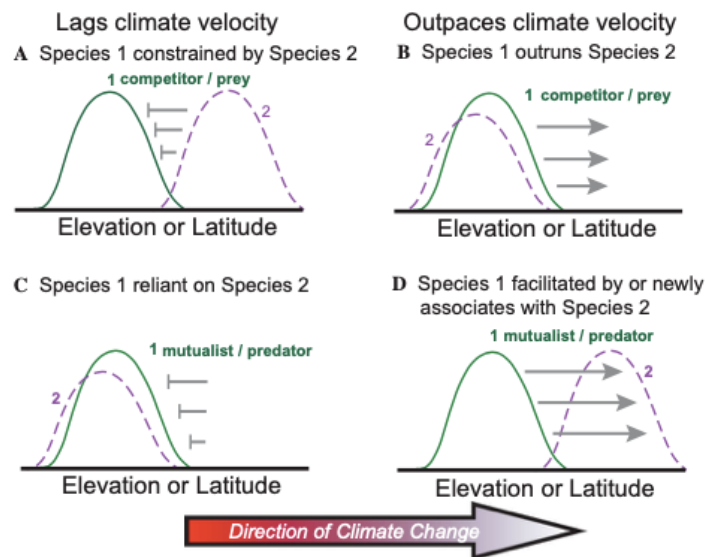 Lags climate velocity
Outpaces climate velocity
A Species 1 constrained by Species 2
1 competitor / prey
2
Elevation or Latitude
B Species 1 outruns Species 2
1 competitor / prey
2
Elevation or Latitude
C Species 1 reliant on Species 2
1 mutualist / predator
2
Elevation or Latitude
D Species 1 facilitated by or newly
associates with Species 2
1 mutualist / predator
2
Elevation or Latitude
Direction of Climate Change